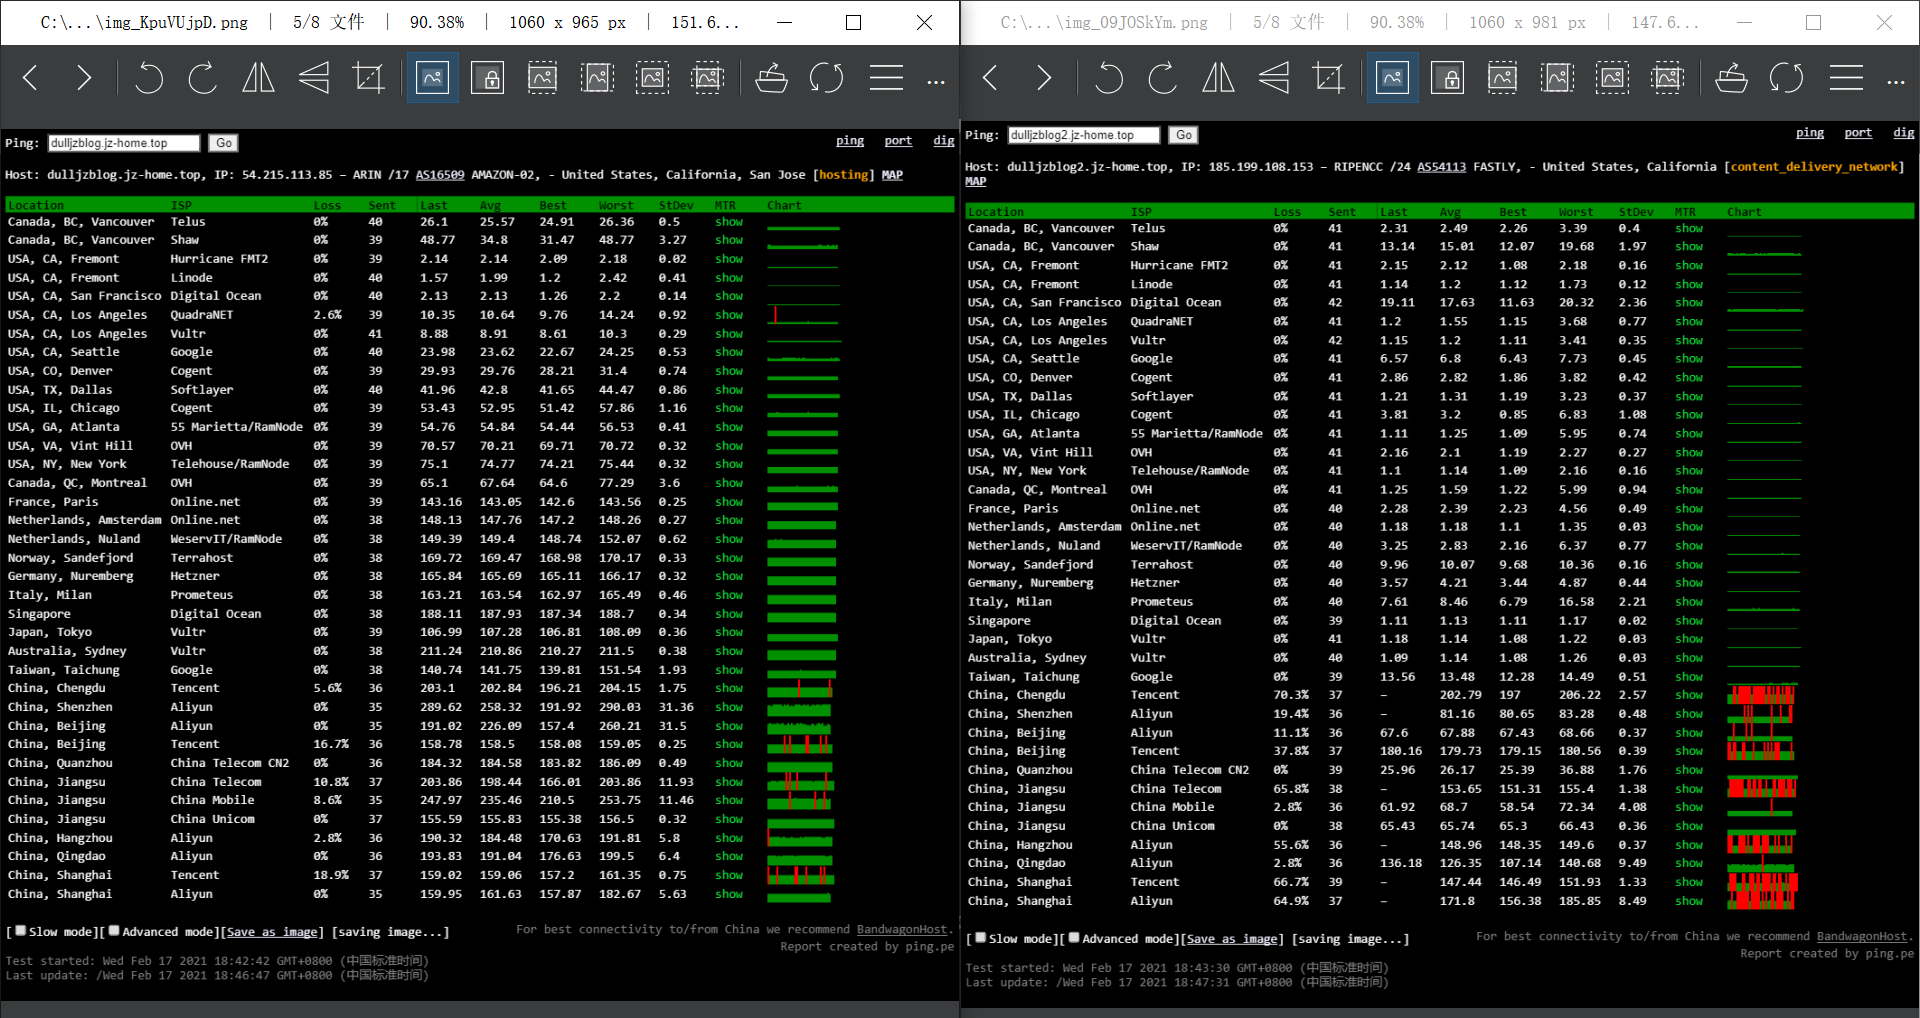 C:\...\img_KpuVUjpD.png | 5/8 文件 | 90.38% | 1060 x 965 px | 151.6...
Ping: dulljzblog.jz-home.top Go ping port dig
Host: dulljzblog.jz-home.top, IP: 54.215.113.85 – ARIN /17 AS16509 AMAZON-02, - United States, California, San Jose [hosting] MAP
Location ISP Loss Sent Last Avg Best Worst StDev MTR Chart
Canada, BC, Vancouver Telus 0% 40 26.1 25.57 24.91 26.36 0.5 show
Canada, BC, Vancouver Shaw 0% 39 48.77 34.8 31.47 48.77 3.27 show
USA, CA, Fremont Hurricane FMT2 0% 39 2.14 2.14 2.09 2.18 0.02 show
USA, CA, Fremont Linode 0% 40 1.57 1.99 1.2 2.42 0.41 show
USA, CA, San Francisco Digital Ocean 0% 40 2.13 2.13 1.26 2.2 0.14 show
USA, CA, Los Angeles QuadraNET 2.6% 39 10.35 10.64 9.76 14.24 0.92 show
USA, CA, Los Angeles Vultr 0% 41 8.88 8.91 8.61 10.3 0.29 show
USA, CA, Seattle Google 0% 40 23.98 23.62 22.67 24.25 0.53 show
USA, CO, Denver Cogent 0% 39 29.93 29.76 28.21 31.4 0.74 show
USA, TX, Dallas Softlayer 0% 40 41.96 42.8 41.65 44.47 0.86 show
USA, IL, Chicago Cogent 0% 39 53.43 52.95 51.42 57.86 1.16 show
USA, GA, Atlanta 55 Marietta/RamNode 0% 39 54.76 54.84 54.44 56.53 0.41 show
USA, VA, Vint Hill OVH 0% 39 70.57 70.21 69.71 70.72 0.32 show
USA, NY, New York Telehouse/RamNode 0% 39 75.1 74.77 74.21 75.44 0.32 show
Canada, QC, Montreal OVH 0% 39 65.1 67.64 64.6 77.29 3.6 show
France, Paris Online.net 0% 39 143.16 143.05 142.6 143.56 0.25 show
Netherlands, Amsterdam Online.net 0% 38 148.13 147.76 147.2 148.26 0.27 show
Netherlands, Nuland WeservIT/RamNode 0% 38 149.39 149.4 148.74 152.07 0.62 show
Norway, Sandefjord Terrahost 0% 38 169.72 169.47 168.98 170.17 0.33 show
Germany, Nuremberg Hetzner 0% 38 165.84 165.69 165.11 166.17 0.32 show
Italy, Milan Prometeus 0% 38 163.21 163.54 162.97 165.49 0.46 show
Singapore Digital Ocean 0% 38 188.11 187.93 187.34 188.7 0.34 show
Japan, Tokyo Vultr 0% 39 106.99 107.28 106.81 108.09 0.36 show
Australia, Sydney Vultr 0% 38 211.24 210.86 210.27 211.5 0.38 show
Taiwan, Taichung Google 0% 38 140.74 141.75 139.81 151.54 1.93 show
China, Chengdu Tencent 5.6% 36 203.1 202.84 196.21 204.15 1.75 show
China, Shenzhen Aliyun 0% 35 289.62 258.32 191.92 290.03 31.36 show
China, Beijing Aliyun 0% 35 191.02 226.09 157.4 260.21 31.5 show
China, Beijing Tencent 16.7% 36 158.78 158.5 158.08 159.05 0.25 show
China, Quanzhou China Telecom CN2 0% 36 184.32 184.58 183.82 186.09 0.49 show
China, Jiangsu China Telecom 10.8% 37 203.86 198.44 166.01 203.86 11.93 show
China, Jiangsu China Mobile 8.6% 35 247.97 235.46 210.5 253.75 11.46 show
China, Jiangsu China Unicom 0% 37 155.59 155.83 155.38 156.5 0.32 show
China, Hangzhou Aliyun 2.8% 36 190.32 184.48 170.63 191.81 5.8 show
China, Qingdao Aliyun 0% 36 193.83 191.04 176.63 199.5 6.4 show
China, Shanghai Tencent 18.9% 37 159.02 159.06 157.2 161.35 0.75 show
China, Shanghai Aliyun 0% 35 159.95 161.63 157.87 182.67 5.63 show
[Slow mode][Advanced mode][Save as image] [saving image...]
For best connectivity to/from China we recommend BandwagonHost.
Report created by ping.pe
Test started: Wed Feb 17 2021 18:42:42 GMT+0800 (中国标准时间)
Last update: /Wed Feb 17 2021 18:46:47 GMT+0800 (中国标准时间)
C:\...\img_09JOSkYm.png | 5/8 文件 | 90.38% | 1060 x 981 px | 147.6...
Ping: dulljzblog2.jz-home.top Go ping port dig
Host: dulljzblog2.jz-home.top, IP: 185.199.108.153 – RIPENCC /24 AS54113 FASTLY, - United States, California [content_delivery_network]
MAP
Location ISP Loss Sent Last Avg Best Worst StDev MTR Chart
Canada, BC, Vancouver Telus 0% 41 2.31 2.49 2.26 3.39 0.4 show
Canada, BC, Vancouver Shaw 0% 41 13.14 15.01 12.07 19.68 1.97 show
USA, CA, Fremont Hurricane FMT2 0% 41 2.15 2.12 1.08 2.18 0.16 show
USA, CA, Fremont Linode 0% 41 1.14 1.2 1.12 1.73 0.12 show
USA, CA, San Francisco Digital Ocean 0% 42 19.11 17.63 11.63 20.32 2.36 show
USA, CA, Los Angeles QuadraNET 0% 41 1.2 1.55 1.15 3.68 0.77 show
USA, CA, Los Angeles Vultr 0% 42 1.15 1.2 1.11 3.41 0.35 show
USA, CA, Seattle Google 0% 41 6.57 6.8 6.43 7.73 0.45 show
USA, CO, Denver Cogent 0% 41 2.86 2.82 1.86 3.82 0.42 show
USA, TX, Dallas Softlayer 0% 41 1.21 1.31 1.19 3.23 0.37 show
USA, IL, Chicago Cogent 0% 41 3.81 3.2 0.85 6.83 1.08 show
USA, GA, Atlanta 55 Marietta/RamNode 0% 41 1.11 1.25 1.09 5.95 0.74 show
USA, VA, Vint Hill OVH 0% 41 2.16 2.1 1.19 2.27 0.27 show
USA, NY, New York Telehouse/RamNode 0% 41 1.1 1.14 1.09 2.16 0.16 show
Canada, QC, Montreal OVH 0% 41 1.25 1.59 1.22 5.99 0.94 show
France, Paris Online.net 0% 40 2.28 2.39 2.23 4.56 0.49 show
Netherlands, Amsterdam Online.net 0% 40 1.18 1.18 1.1 1.35 0.03 show
Netherlands, Nuland WeservIT/RamNode 0% 40 3.25 2.83 2.16 6.37 0.77 show
Norway, Sandefjord Terrahost 0% 40 9.96 10.07 9.68 10.36 0.16 show
Germany, Nuremberg Hetzner 0% 40 3.57 4.21 3.44 4.87 0.44 show
Italy, Milan Prometeus 0% 40 7.61 8.46 6.79 16.58 2.21 show
Singapore Digital Ocean 0% 39 1.11 1.13 1.11 1.17 0.02 show
Japan, Tokyo Vultr 0% 41 1.18 1.14 1.08 1.22 0.03 show
Australia, Sydney Vultr 0% 40 1.09 1.14 1.08 1.26 0.03 show
Taiwan, Taichung Google 0% 39 13.56 13.48 12.28 14.49 0.51 show
China, Chengdu Tencent 70.3% 37 – 202.79 197 206.22 2.57 show
China, Shenzhen Aliyun 19.4% 36 – 81.16 80.65 83.28 0.48 show
China, Beijing Aliyun 11.1% 36 67.6 67.88 67.43 68.66 0.37 show
China, Beijing Tencent 37.8% 37 180.16 179.73 179.15 180.56 0.39 show
China, Quanzhou China Telecom CN2 0% 39 25.96 26.17 25.39 36.88 1.76 show
China, Jiangsu China Telecom 65.8% 38 – 153.65 151.31 155.4 1.38 show
China, Jiangsu China Mobile 2.8% 36 61.92 68.7 58.54 72.34 4.08 show
China, Jiangsu China Unicom 0% 38 65.43 65.74 65.3 66.43 0.36 show
China, Hangzhou Aliyun 55.6% 36 – 148.96 148.35 149.6 0.37 show
China, Qingdao Aliyun 2.8% 36 136.18 126.35 107.14 140.68 9.49 show
China, Shanghai Tencent 66.7% 39 – 147.44 146.49 151.93 1.33 show
China, Shanghai Aliyun 64.9% 37 – 171.8 156.38 185.85 8.49 show
[Slow mode][Advanced mode][Save as image] [saving image...]
For best connectivity to/from China we recommend BandwagonHost.
Report created by ping.pe
Test started: Wed Feb 17 2021 18:43:30 GMT+0800 (中国标准时间)
Last update: /Wed Feb 17 2021 18:47:31 GMT+0800 (中国标准时间)